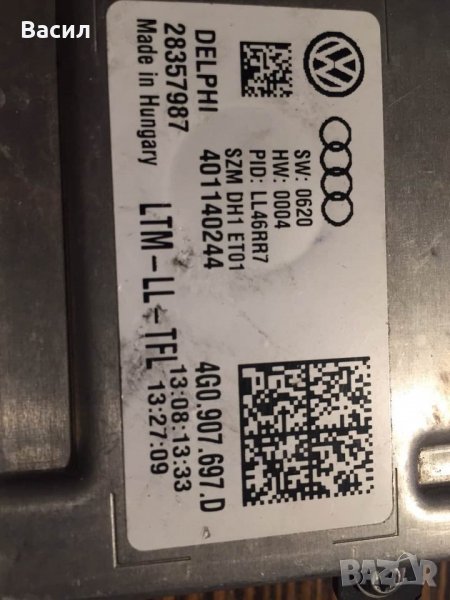 Васил
SW: 0620
HW: 0004
PID: LL46RR7
SZM DH1 ET01
401140244
DELPHI
28357987
Made in Hungary
4G0.907.697.D
13:08:13:33
13:27:09
LTM-LL-TFL
BAZAR